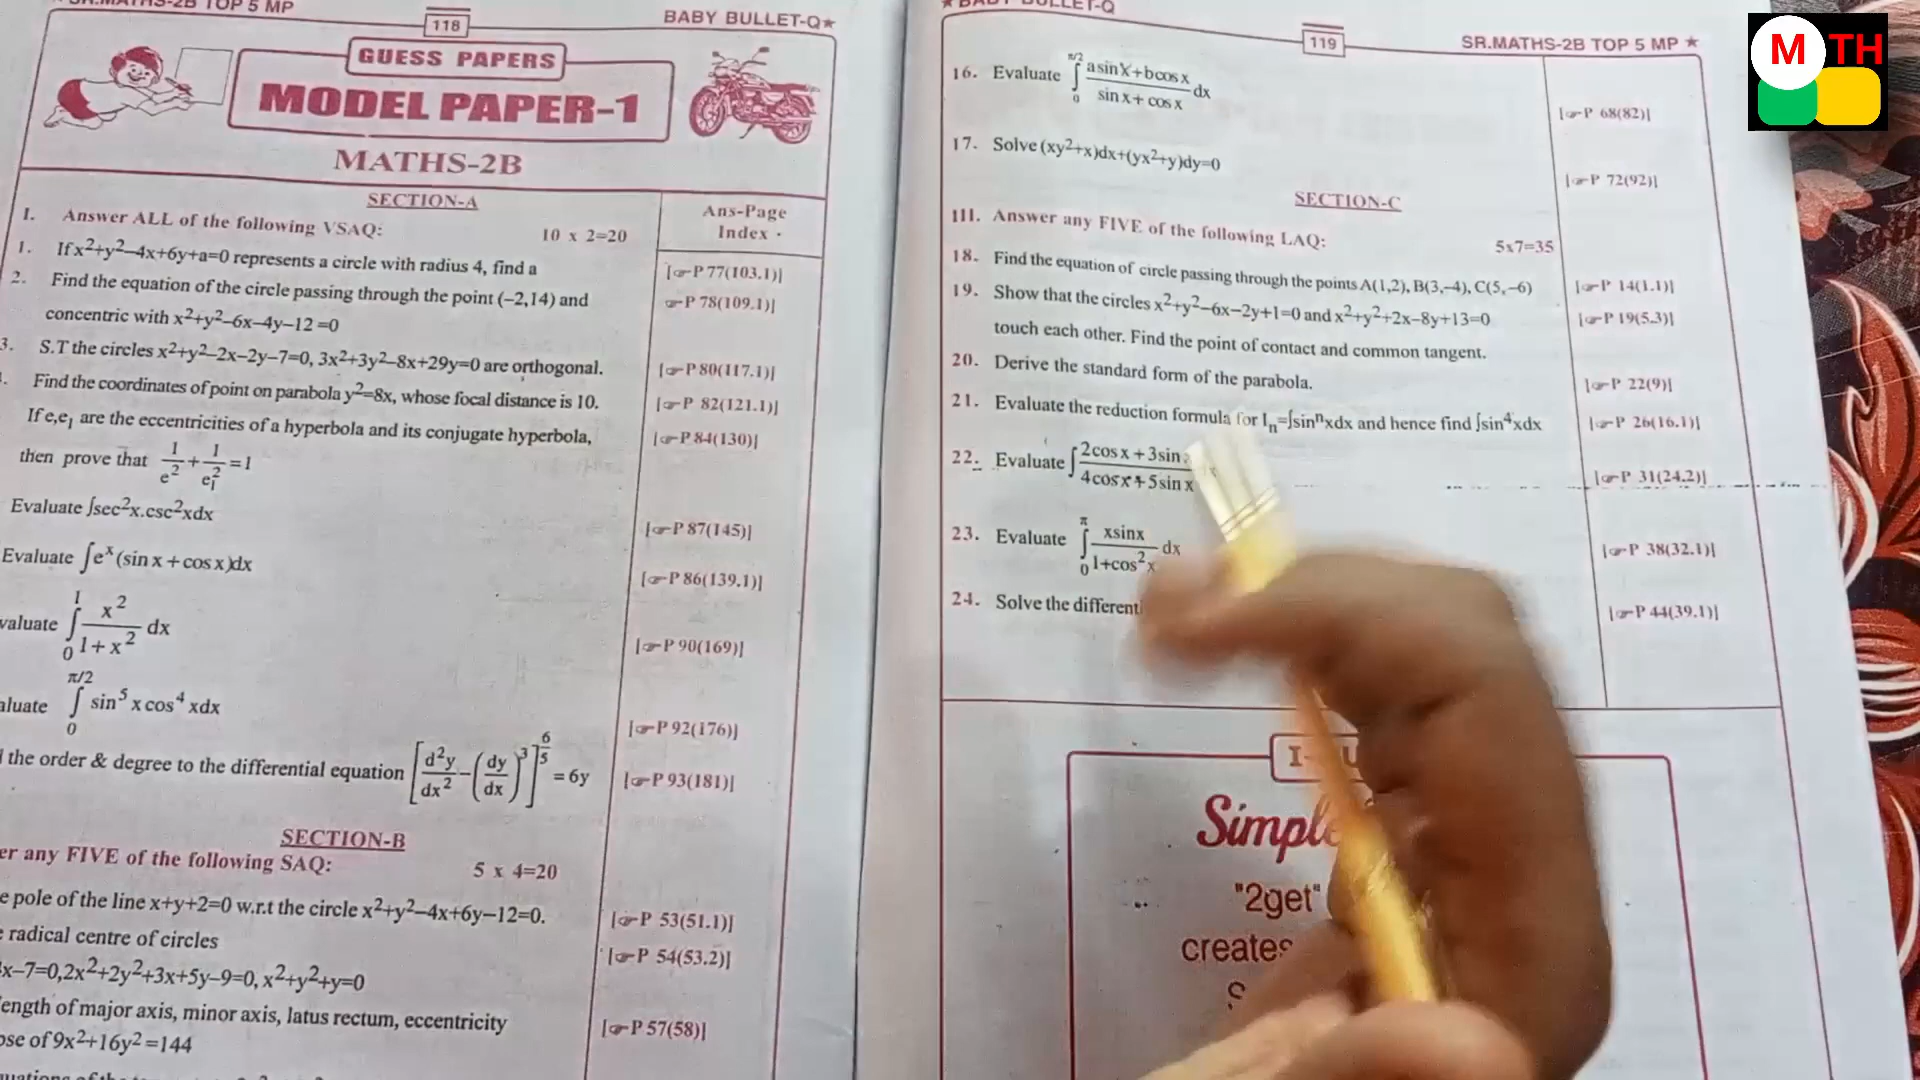 SR.MATHS-2B TOP 5 MP
118
BABY BULLET-Q★
GUESS PAPERS
MODEL PAPER-1
MATHS-2B
SECTION-A
Ans-Page
Index
I. Answer ALL of the following VSAQ: 10 x 2=20
1. If x²+y²–4x+6y+a=0 represents a circle with radius 4, find a [☞P 77(103.1)]
2. Find the equation of the circle passing through the point (–2,14) and ☞P 78(109.1)]
concentric with x²+y²–6x–4y–12=0
3. S.T the circles x²+y²–2x–2y–7=0, 3x²+3y²–8x+29y=0 are orthogonal. [☞P 80(117.1)]
Find the coordinates of point on parabola y²=8x, whose focal distance is 10. [☞P 82(121.1)]
If e,e₁ are the eccentricities of a hyperbola and its conjugate hyperbola, [☞P 84(130)]
then prove that 1/e² + 1/e₁² = 1
Evaluate ∫sec²x.csc²xdx [☞P 87(145)]
Evaluate ∫eˣ(sin x + cos x)dx [☞P 86(139.1)]
valuate ∫₀¹ x²/(1+x²) dx [☞P 90(169)]
aluate ∫₀^(π/2) sin⁵x cos⁴xdx [☞P 92(176)]
the order & degree to the differential equation [d²y/dx² – (dy/dx)³]^(6/5) = 6y [☞P 93(181)]
SECTION-B
er any FIVE of the following SAQ: 5 x 4=20
e pole of the line x+y+2=0 w.r.t the circle x²+y²–4x+6y–12=0. [☞P 53(51.1)]
radical centre of circles [☞P 54(53.2)]
x–7=0,2x²+2y²+3x+5y–9=0, x²+y²+y=0
ength of major axis, minor axis, latus rectum, eccentricity [☞P 57(58)]
pse of 9x²+16y²=144
★BABY BULLET-Q
119
SR.MATHS-2B TOP 5 MP ★
16. Evaluate ∫₀^(π/2) (a sin x + b cos x)/(sin x + cos x) dx [☞P 68(82)]
17. Solve (xy²+x)dx+(yx²+y)dy=0 [☞P 72(92)]
SECTION-C
III. Answer any FIVE of the following LAQ: 5x7=35
18. Find the equation of circle passing through the points A(1,2), B(3,–4), C(5,–6) [☞P 14(1.1)]
19. Show that the circles x²+y²–6x–2y+1=0 and x²+y²+2x–8y+13=0 [☞P 19(5.3)]
touch each other. Find the point of contact and common tangent.
20. Derive the standard form of the parabola. [☞P 22(9)]
21. Evaluate the reduction formula for Iₙ=∫sinⁿxdx and hence find ∫sin⁴xdx [☞P 26(16.1)]
22. Evaluate ∫(2cos x + 3sin)/(4cos x + 5sin x) [☞P 31(24.2)]
23. Evaluate ∫₀^π xsinx/(1+cos²x) dx [☞P 38(32.1)]
24. Solve the different [☞P 44(39.1)]
Simple
"2get"
creates
M TH